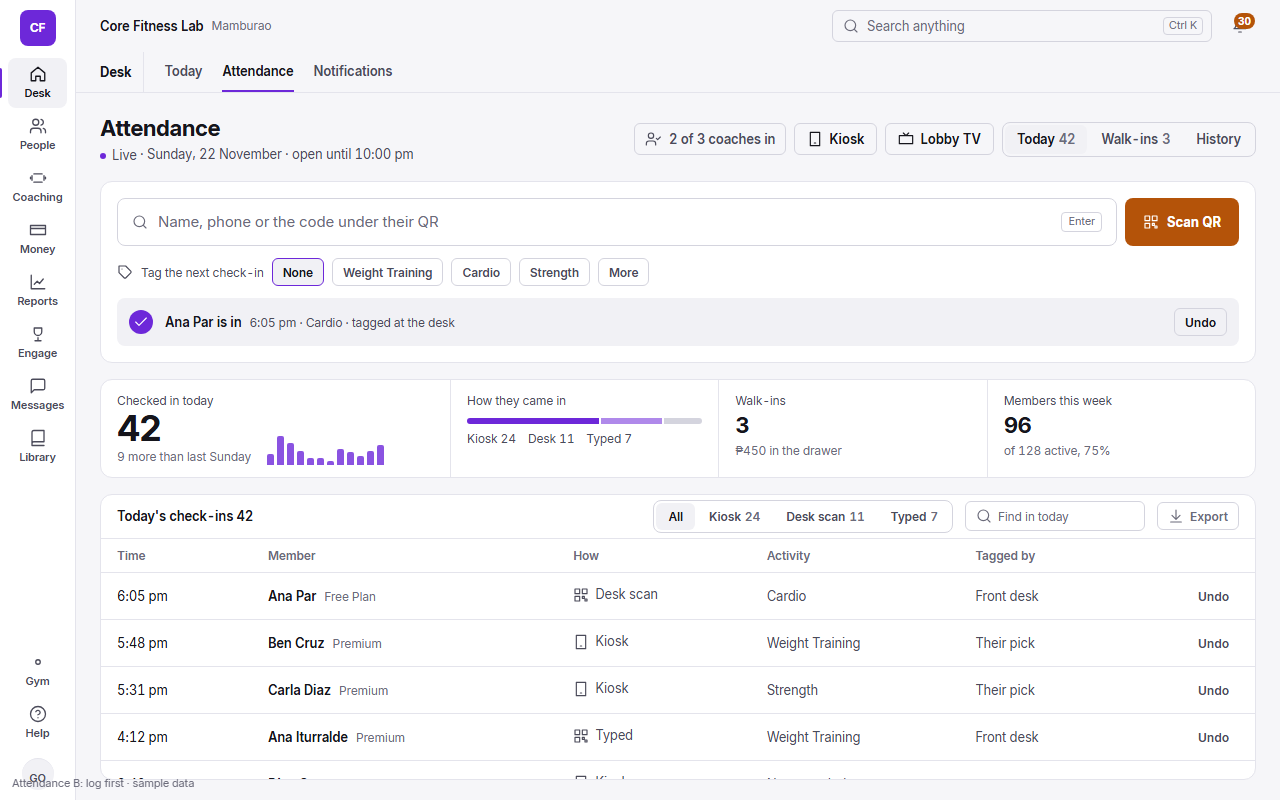 CF
Core Fitness Lab Mamburao
Search anything Ctrl K
30
Desk
People
Coaching
Money
Reports
Engage
Messages
Library
Gym
Help
GO
Desk Today Attendance Notifications
Attendance
Live · Sunday, 22 November · open until 10:00 pm
2 of 3 coaches in Kiosk Lobby TV Today 42 Walk-ins 3 History
Name, phone or the code under their QR Enter Scan QR
Tag the next check-in None Weight Training Cardio Strength More
Ana Par is in 6:05 pm · Cardio · tagged at the desk Undo
Checked in today
42
9 more than last Sunday
How they came in
Kiosk 24 Desk 11 Typed 7
Walk-ins
3
₱450 in the drawer
Members this week
96
of 128 active, 75%
Today's check-ins 42 All Kiosk 24 Desk scan 11 Typed 7 Find in today Export
Time Member How Activity Tagged by
6:05 pm Ana Par Free Plan Desk scan Cardio Front desk Undo
5:48 pm Ben Cruz Premium Kiosk Weight Training Their pick Undo
5:31 pm Carla Diaz Premium Kiosk Strength Their pick Undo
4:12 pm Ana Iturralde Premium Typed Weight Training Front desk Undo
Attendance B: log first · sample data